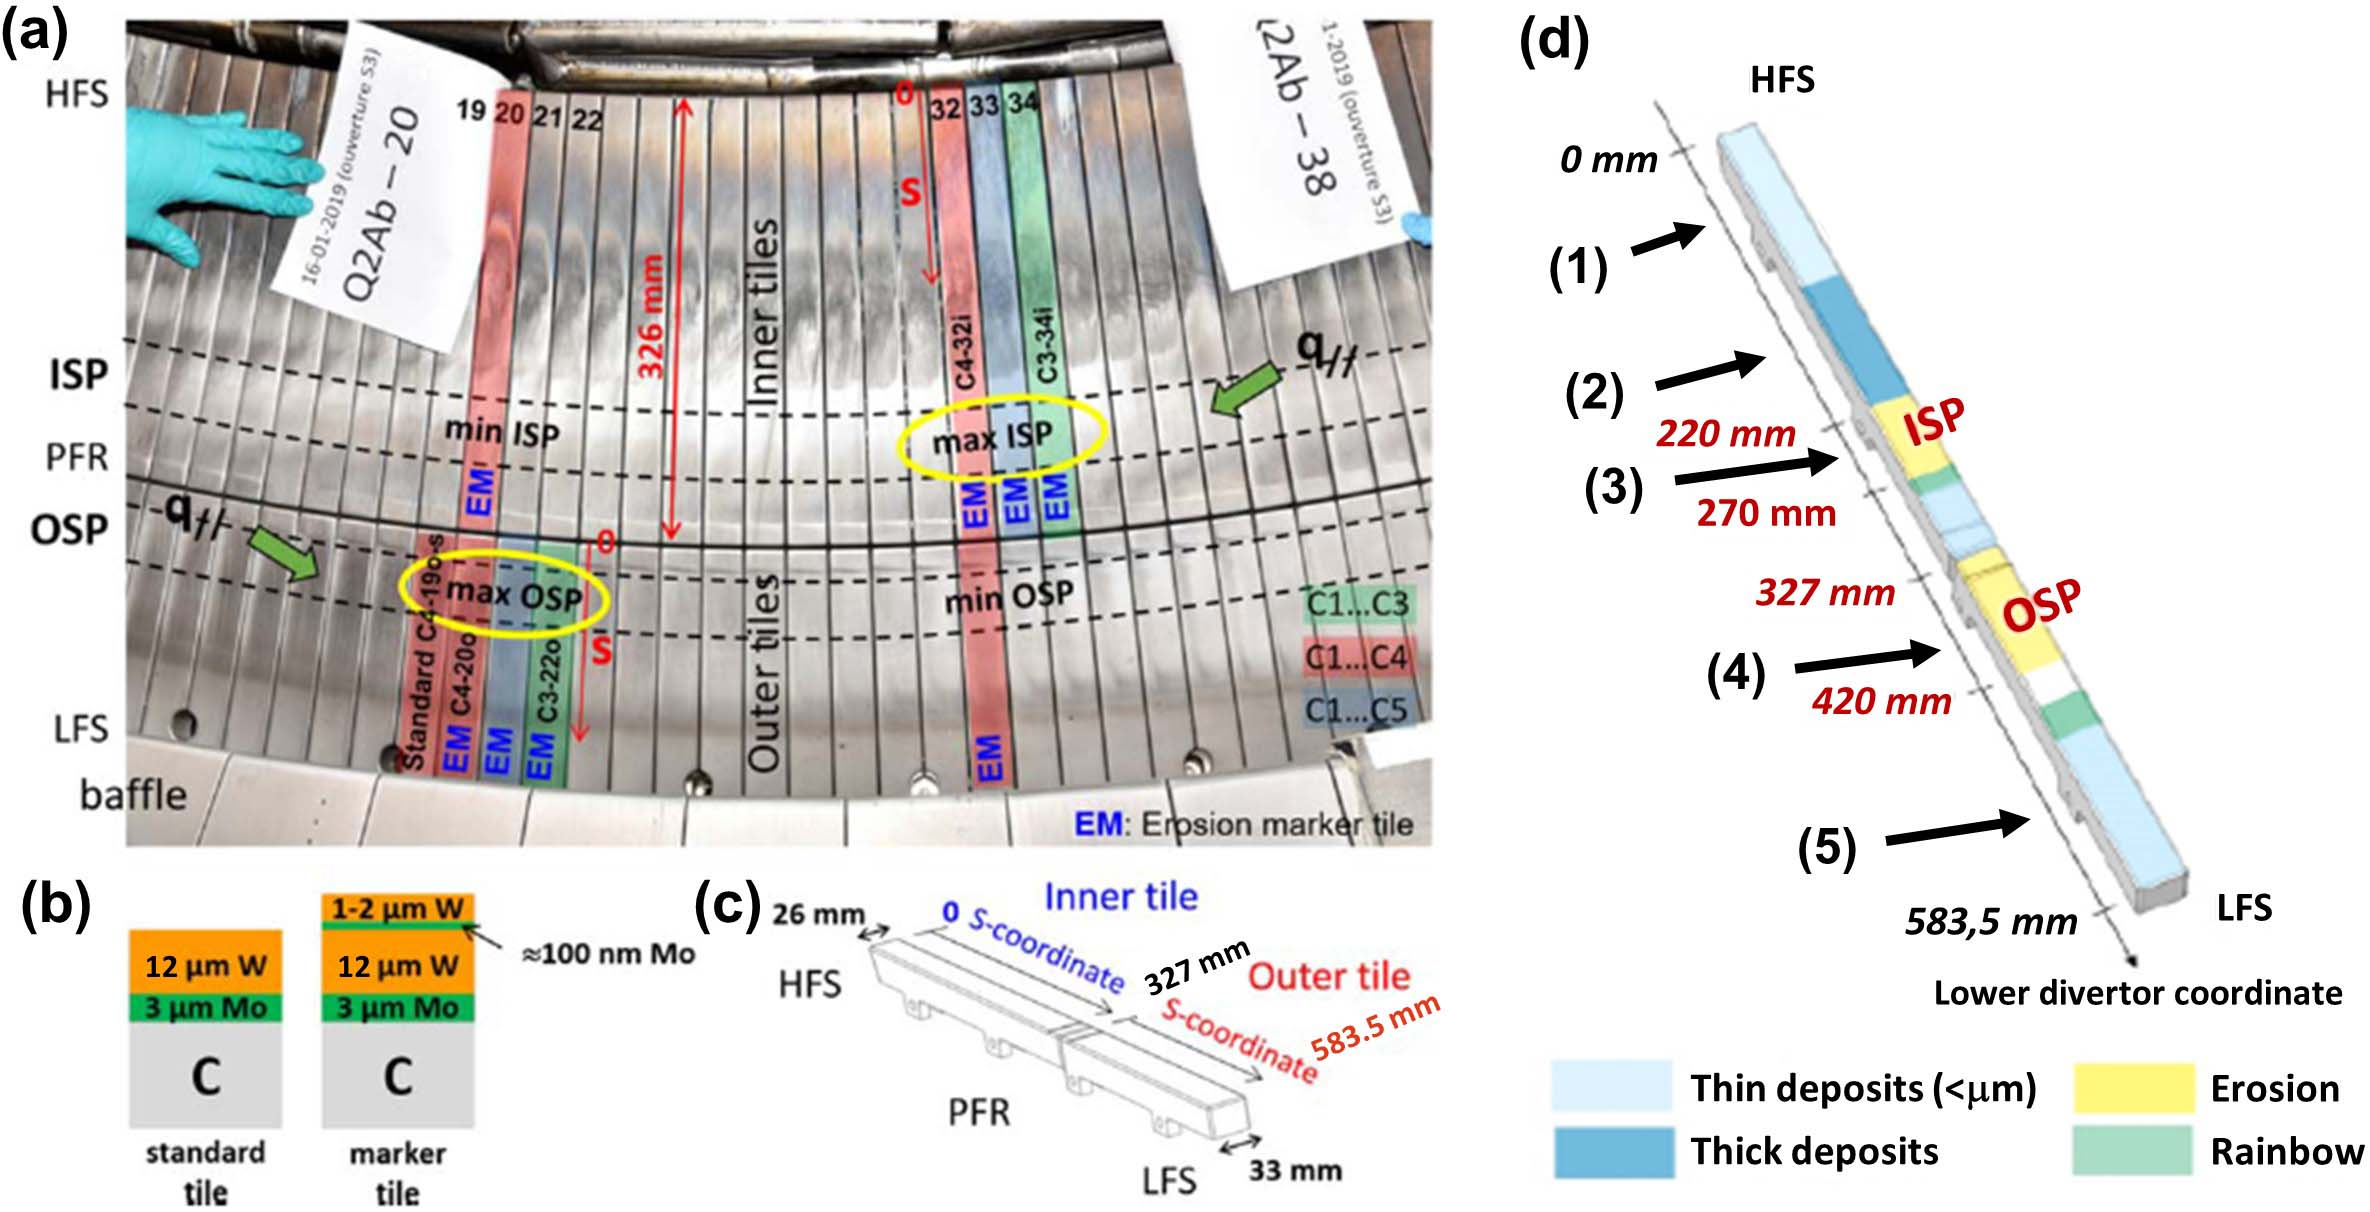 (a)
HFS
ISP
PFR
OSP
LFS
baffle
16-01-2019 (ouverture S3)
Q2Ab – 20
19 20 21 22
326 mm
Inner tiles
0
S
32 33 34
C4-32i
C3-34i
1-2019 (ouverture S3)
2Ab – 38
q//
min ISP
max ISP
EM
EM
EM
EM
q//
0
max OSP
S
min OSP
Standard C4-19o-s
EM C4-20o
EM
EM C3-22o
Outer tiles
EM
C1...C3
C1...C4
C1...C5
EM: Erosion marker tile
(b)
12 µm W
3 µm Mo
C
standard
tile
1-2 µm W
≈100 nm Mo
12 µm W
3 µm Mo
C
marker
tile
(c)
26 mm
HFS
0 S-coordinate
Inner tile
327 mm
Outer tile
S-coordinate
583.5 mm
PFR
LFS
33 mm
(d)
HFS
0 mm
(1)
(2)
220 mm
ISP
(3)
270 mm
327 mm
OSP
(4)
420 mm
(5)
583,5 mm
LFS
Lower divertor coordinate
Thin deposits (<µm)
Thick deposits
Erosion
Rainbow